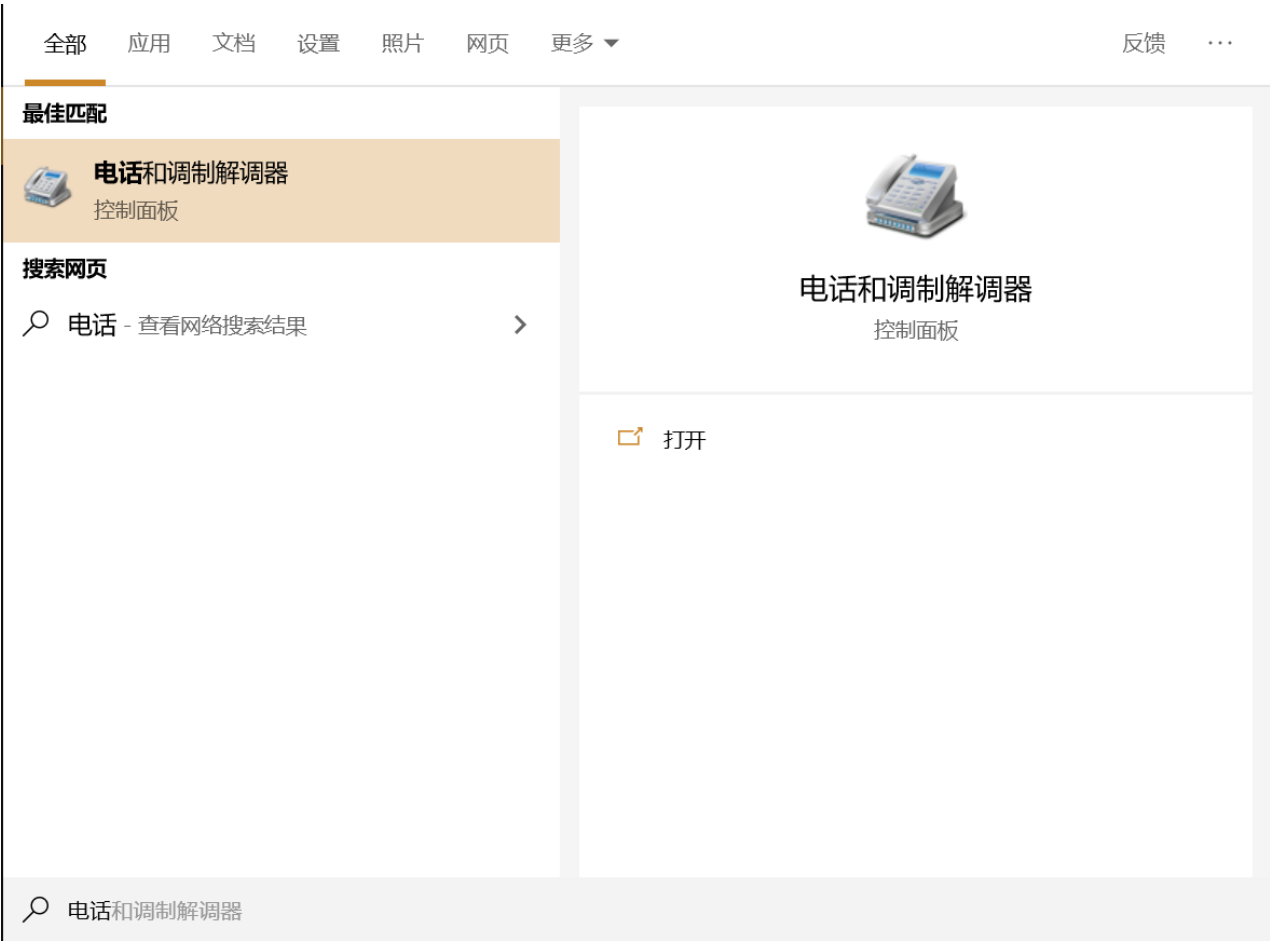 全部 应用 文档 设置 照片 网页 更多 反馈 ···
最佳匹配
电话和调制解调器
控制面板
搜索网页
电话 - 查看网络搜索结果
电话和调制解调器
控制面板
打开
电话和调制解调器